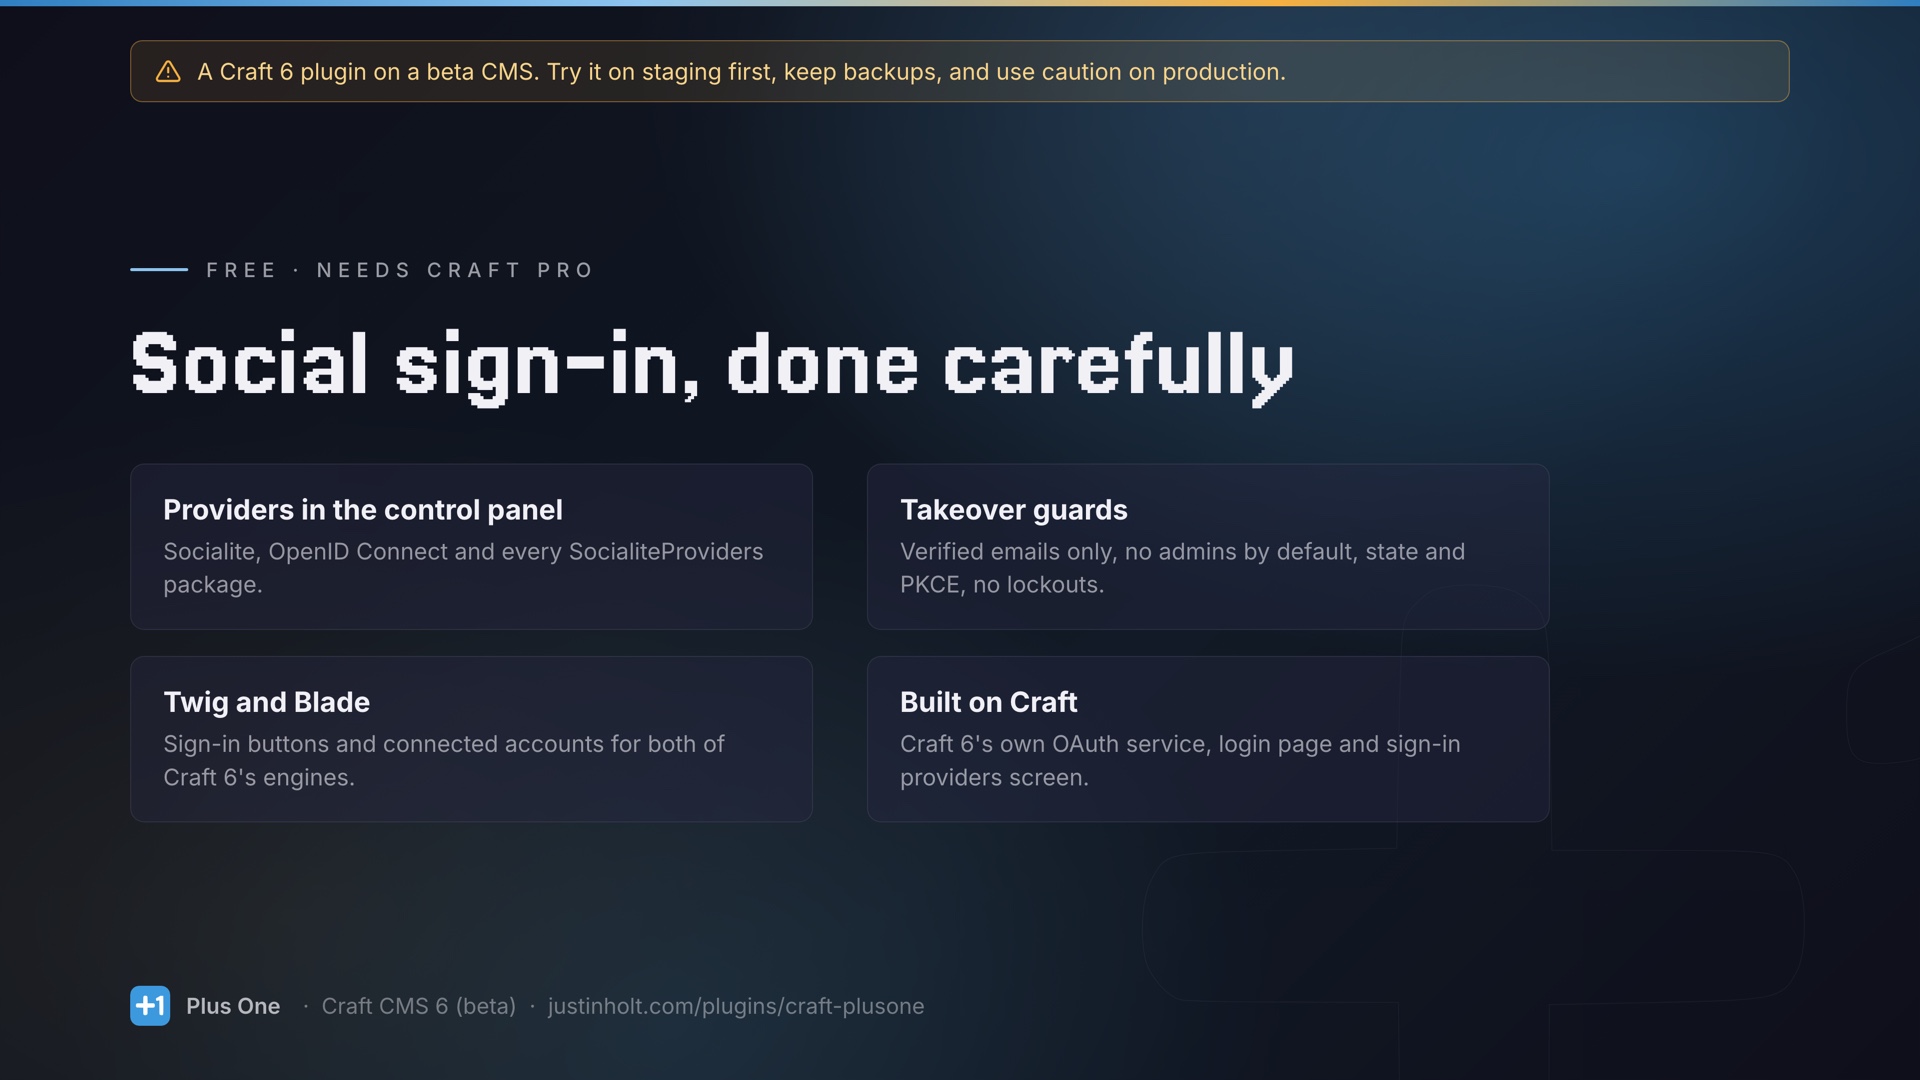 A Craft 6 plugin on a beta CMS. Try it on staging first, keep backups, and use caution on production.
FREE · NEEDS CRAFT PRO
Social sign-in, done carefully
Providers in the control panel
Socialite, OpenID Connect and every SocialiteProviders
package.
Takeover guards
Verified emails only, no admins by default, state and
PKCE, no lockouts.
Twig and Blade
Sign-in buttons and connected accounts for both of
Craft 6's engines.
Built on Craft
Craft 6's own OAuth service, login page and sign-in
providers screen.
+1 Plus One · Craft CMS 6 (beta) · justinholt.com/plugins/craft-plusone